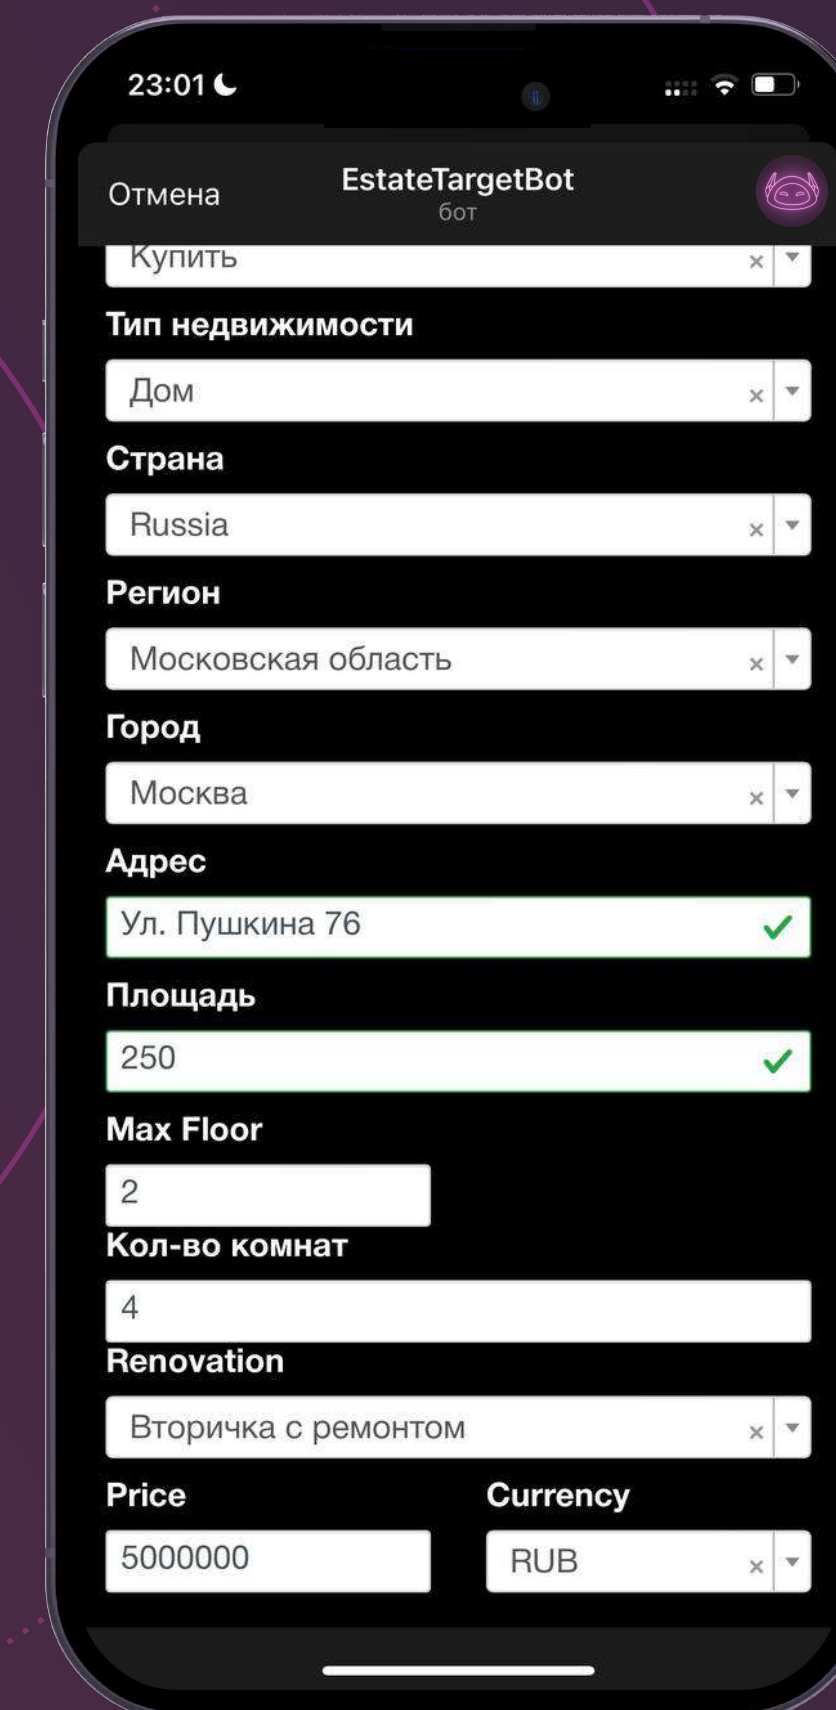 23:01
Отмена
EstateTargetBot
бот
Купить
Тип недвижимости
Дом
Страна
Russia
Регион
Московская область
Город
Москва
Адрес
Ул. Пушкина 76
Площадь
250
Max Floor
2
Кол-во комнат
4
Renovation
Вторичка с ремонтом
Price
Currency
5000000
RUB